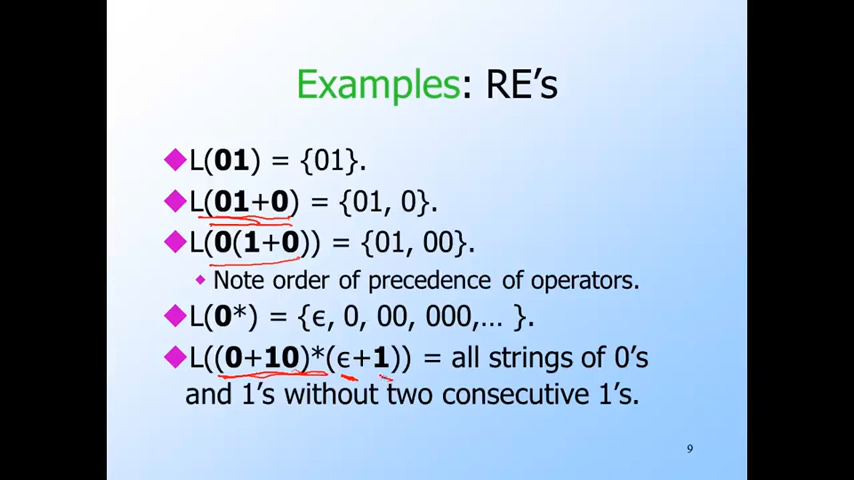 Examples: RE’s
L(01) = {01}.
L(01+0) = {01, 0}.
L(0(1+0)) = {01, 00}.
Note order of precedence of operators.
L(0*) = {ϵ, 0, 00, 000,… }.
L((0+10)*(ϵ+1)) = all strings of 0’s
and 1’s without two consecutive 1’s.
9